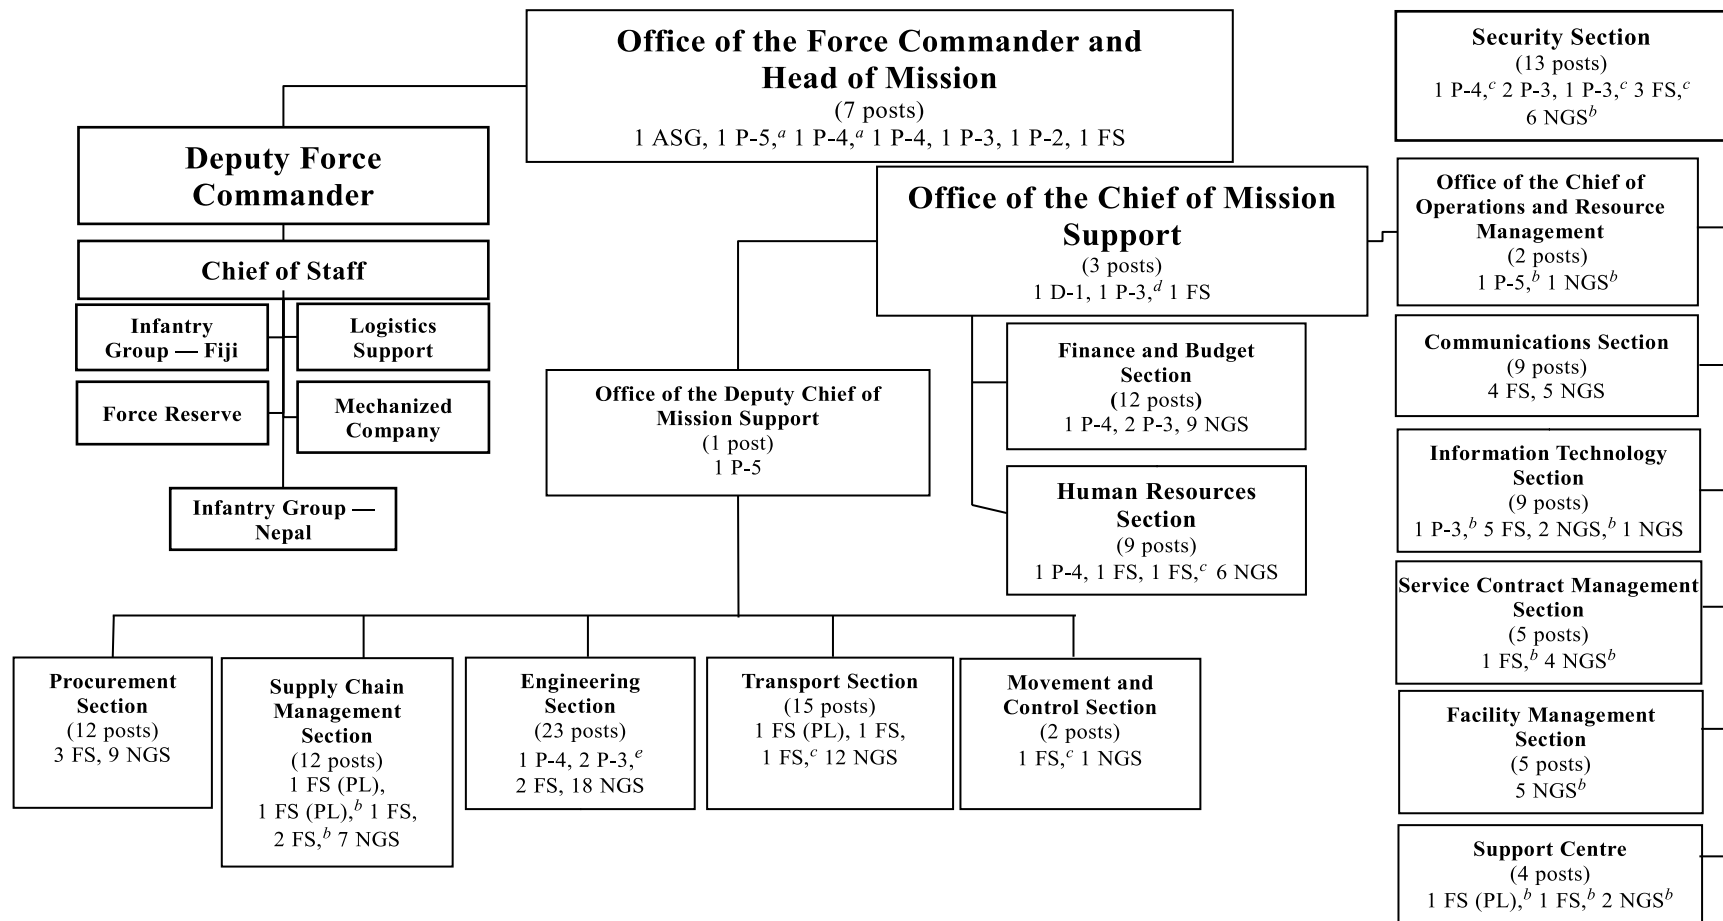 Office of the Force Commander and
Head of Mission
(7 posts)
1 ASG, 1 P-5,ᵃ 1 P-4,ᵃ 1 P-4, 1 P-3, 1 P-2, 1 FS
Deputy Force
Commander
Chief of Staff
Infantry
Group — Fiji
Logistics
Support
Force Reserve
Mechanized
Company
Infantry Group —
Nepal
Office of the Chief of Mission
Support
(3 posts)
1 D-1, 1 P-3,ᵈ 1 FS
Office of the Deputy Chief of
Mission Support
(1 post)
1 P-5
Finance and Budget
Section
(12 posts)
1 P-4, 2 P-3, 9 NGS
Human Resources
Section
(9 posts)
1 P-4, 1 FS, 1 FS,ᶜ 6 NGS
Procurement
Section
(12 posts)
3 FS, 9 NGS
Supply Chain
Management
Section
(12 posts)
1 FS (PL),
1 FS (PL),ᵇ 1 FS,
2 FS,ᵇ 7 NGS
Engineering
Section
(23 posts)
1 P-4, 2 P-3,ᵉ
2 FS, 18 NGS
Transport Section
(15 posts)
1 FS (PL), 1 FS,
1 FS,ᶜ 12 NGS
Movement and
Control Section
(2 posts)
1 FS,ᶜ 1 NGS
Security Section
(13 posts)
1 P-4,ᶜ 2 P-3, 1 P-3,ᶜ 3 FS,ᶜ
6 NGSᵇ
Office of the Chief of
Operations and Resource
Management
(2 posts)
1 P-5,ᵇ 1 NGSᵇ
Communications Section
(9 posts)
4 FS, 5 NGS
Information Technology
Section
(9 posts)
1 P-3,ᵇ 5 FS, 2 NGS,ᵇ 1 NGS
Service Contract Management
Section
(5 posts)
1 FS,ᵇ 4 NGSᵇ
Facility Management
Section
(5 posts)
5 NGSᵇ
Support Centre
(4 posts)
1 FS (PL),ᵇ 1 FS,ᵇ 2 NGSᵇ